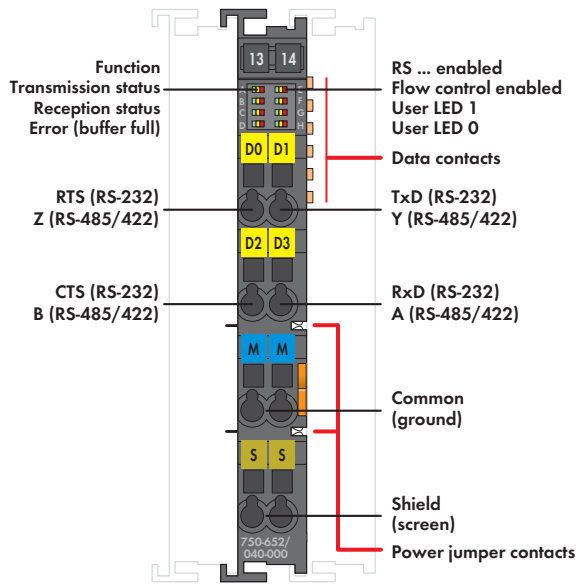 13 14
Function
Transmission status
Reception status
Error (buffer full)
RS ... enabled
Flow control enabled
User LED 1
User LED 0
A E
B F
C G
D H
Data contacts
D0 D1
RTS (RS-232)
Z (RS-485/422)
TxD (RS-232)
Y (RS-485/422)
D2 D3
CTS (RS-232)
B (RS-485/422)
RxD (RS-232)
A (RS-485/422)
M M
Common
(ground)
S S
Shield
(screen)
750-652/
040-000
Power jumper contacts